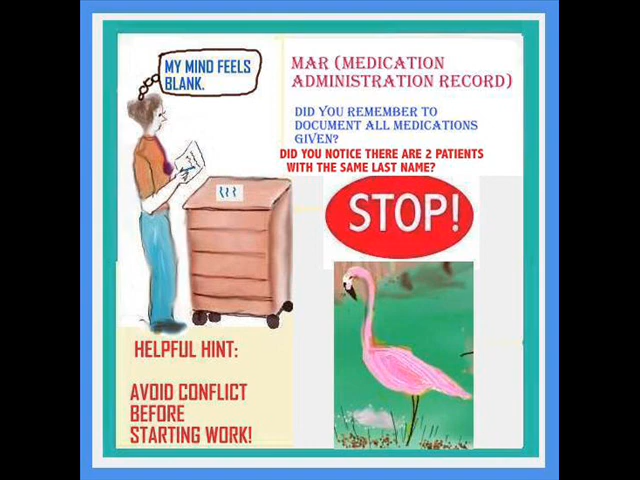 MY MIND FEELS
BLANK.
MAR (MEDICATION
ADMINISTRATION RECORD)
DID YOU REMEMBER TO
DOCUMENT ALL MEDICATIONS
GIVEN?
DID YOU NOTICE THERE ARE 2 PATIENTS
WITH THE SAME LAST NAME?
STOP!
HELPFUL HINT:
AVOID CONFLICT
BEFORE
STARTING WORK!